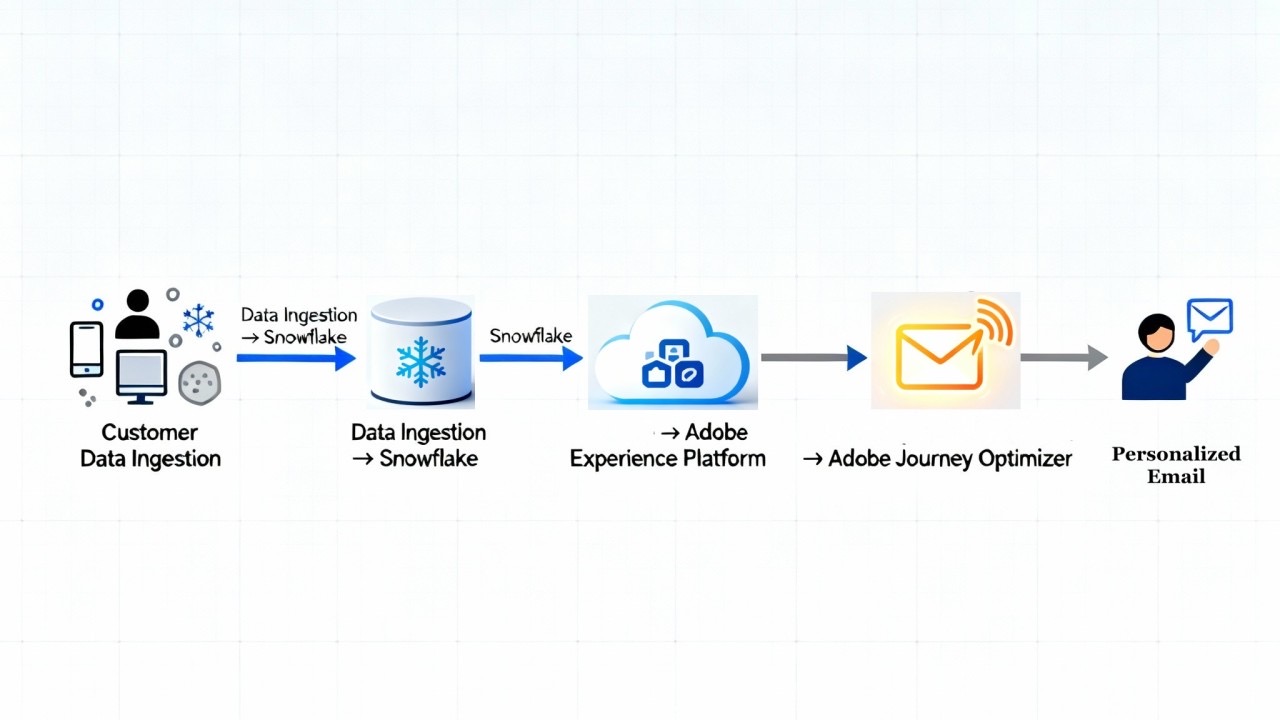 Data Ingestion
→ Snowflake
Snowflake
Customer
Data Ingestion
Data Ingestion
→ Snowflake
→ Adobe
Experience Platform
→ Adobe Journey Optimizer
Personalized
Email